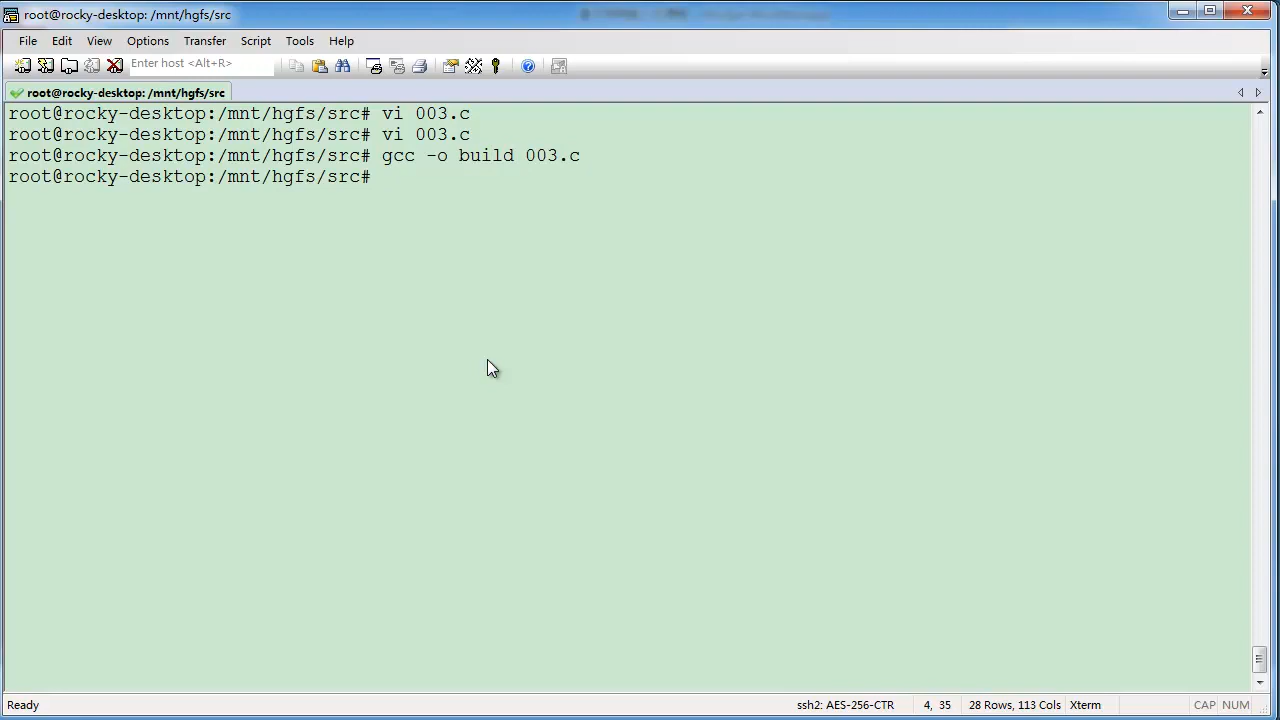 root@rocky-desktop: /mnt/hgfs/src
File Edit View Options Transfer Script Tools Help
Enter host <Alt+R>
root@rocky-desktop: /mnt/hgfs/src
root@rocky-desktop:/mnt/hgfs/src# vi 003.c
root@rocky-desktop:/mnt/hgfs/src# vi 003.c
root@rocky-desktop:/mnt/hgfs/src# gcc -o build 003.c
root@rocky-desktop:/mnt/hgfs/src#
Ready ssh2: AES-256-CTR 4, 35 28 Rows, 113 Cols Xterm CAP NUM